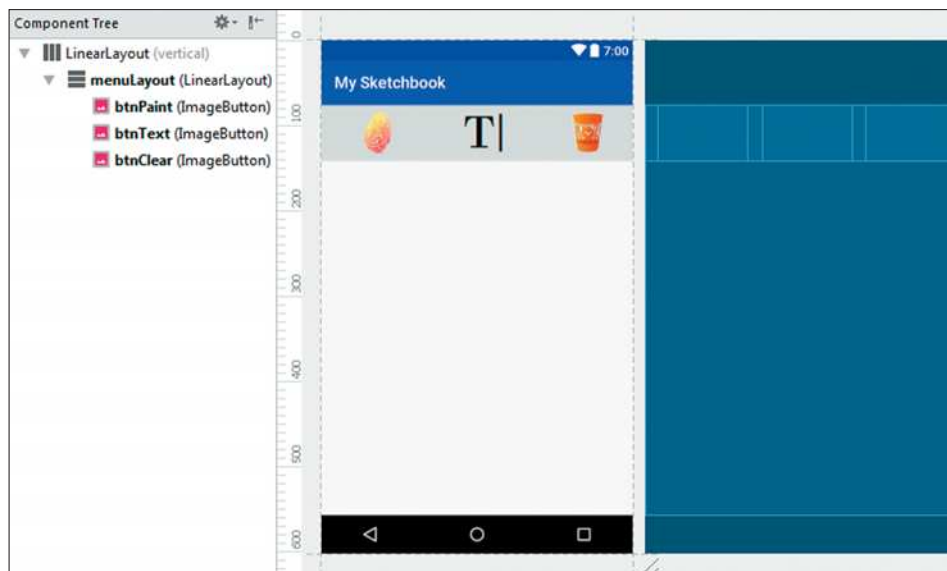 Component Tree
LinearLayout (vertical)
menuLayout (LinearLayout)
btnPaint (ImageButton)
btnText (ImageButton)
btnClear (ImageButton)
0
100
200
300
400
500
600
7:00
My Sketchbook
T|